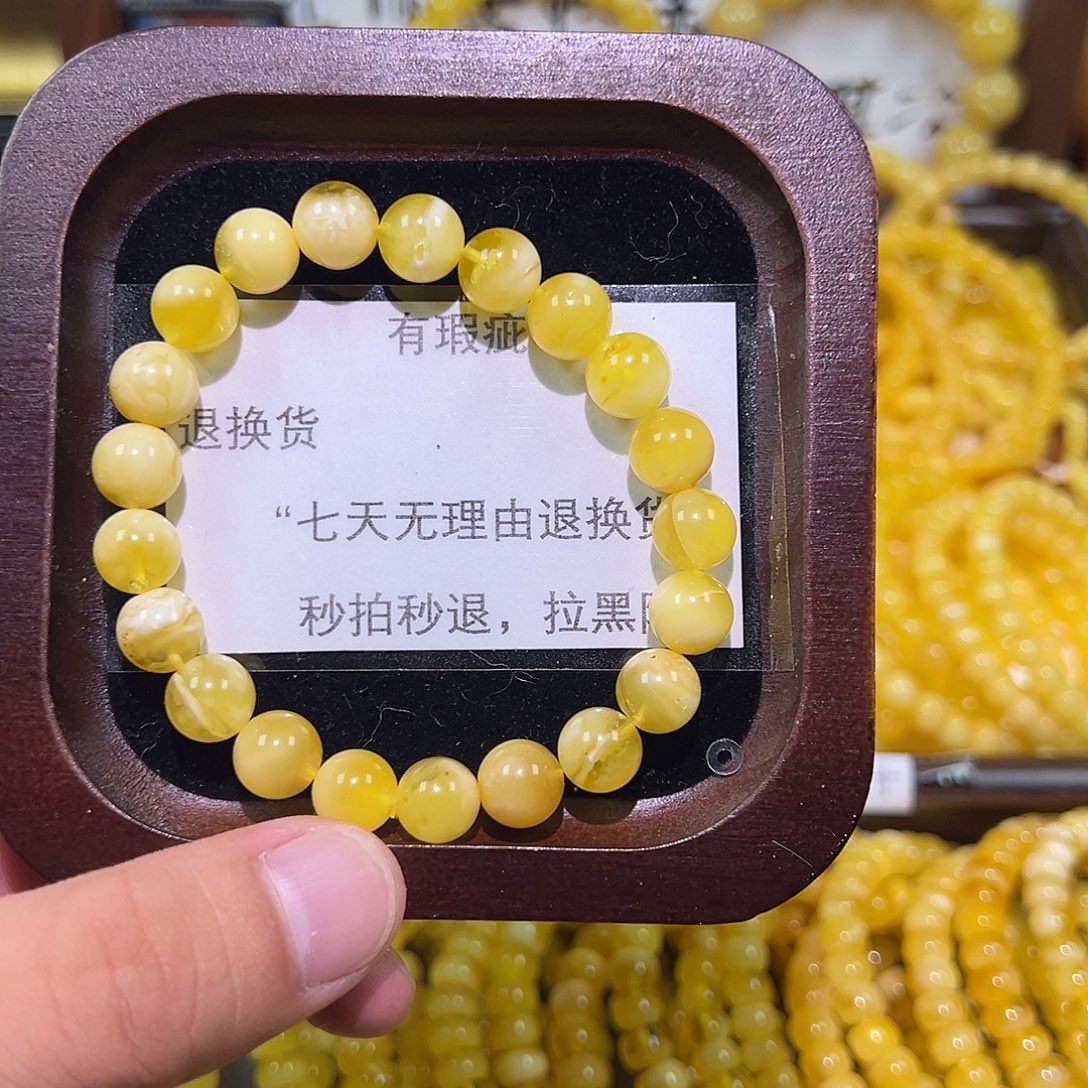 有瑕疵
退换货
“七天无理由退换货
秒拍秒退，拉黑